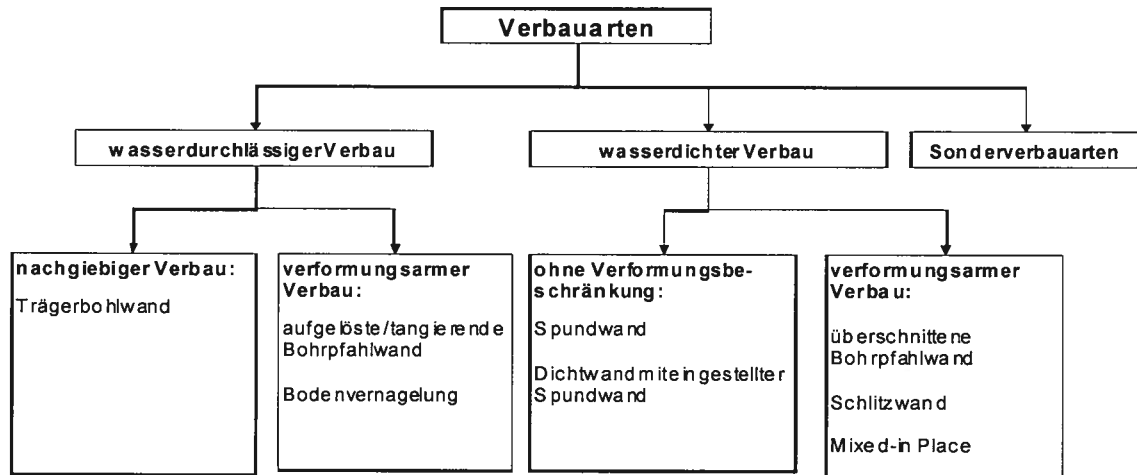 Verbauarten
wasserdurchlässiger Verbau
wasserdichter Verbau
Sonderverbauarten
nachgiebiger Verbau:
Trägerbohlwand
verformungsarmer
Verbau:
aufgelöste/tangierende
Bohrpfahlwand
Bodenvernagelung
ohne Verformungsbe-
schränkung:
Spundwand
Dichtwand mit eingestellter
Spundwand
verformungsarmer
Verbau:
überschnittene
Bohrpfahlwand
Schlitzwand
Mixed-in Place